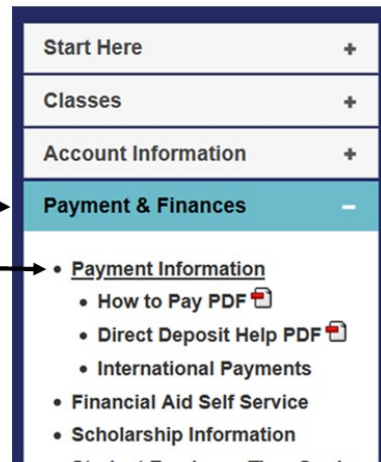 Start Here +
Classes +
Account Information +
Payment & Finances −
• Payment Information
• How to Pay PDF
• Direct Deposit Help PDF
• International Payments
• Financial Aid Self Service
• Scholarship Information